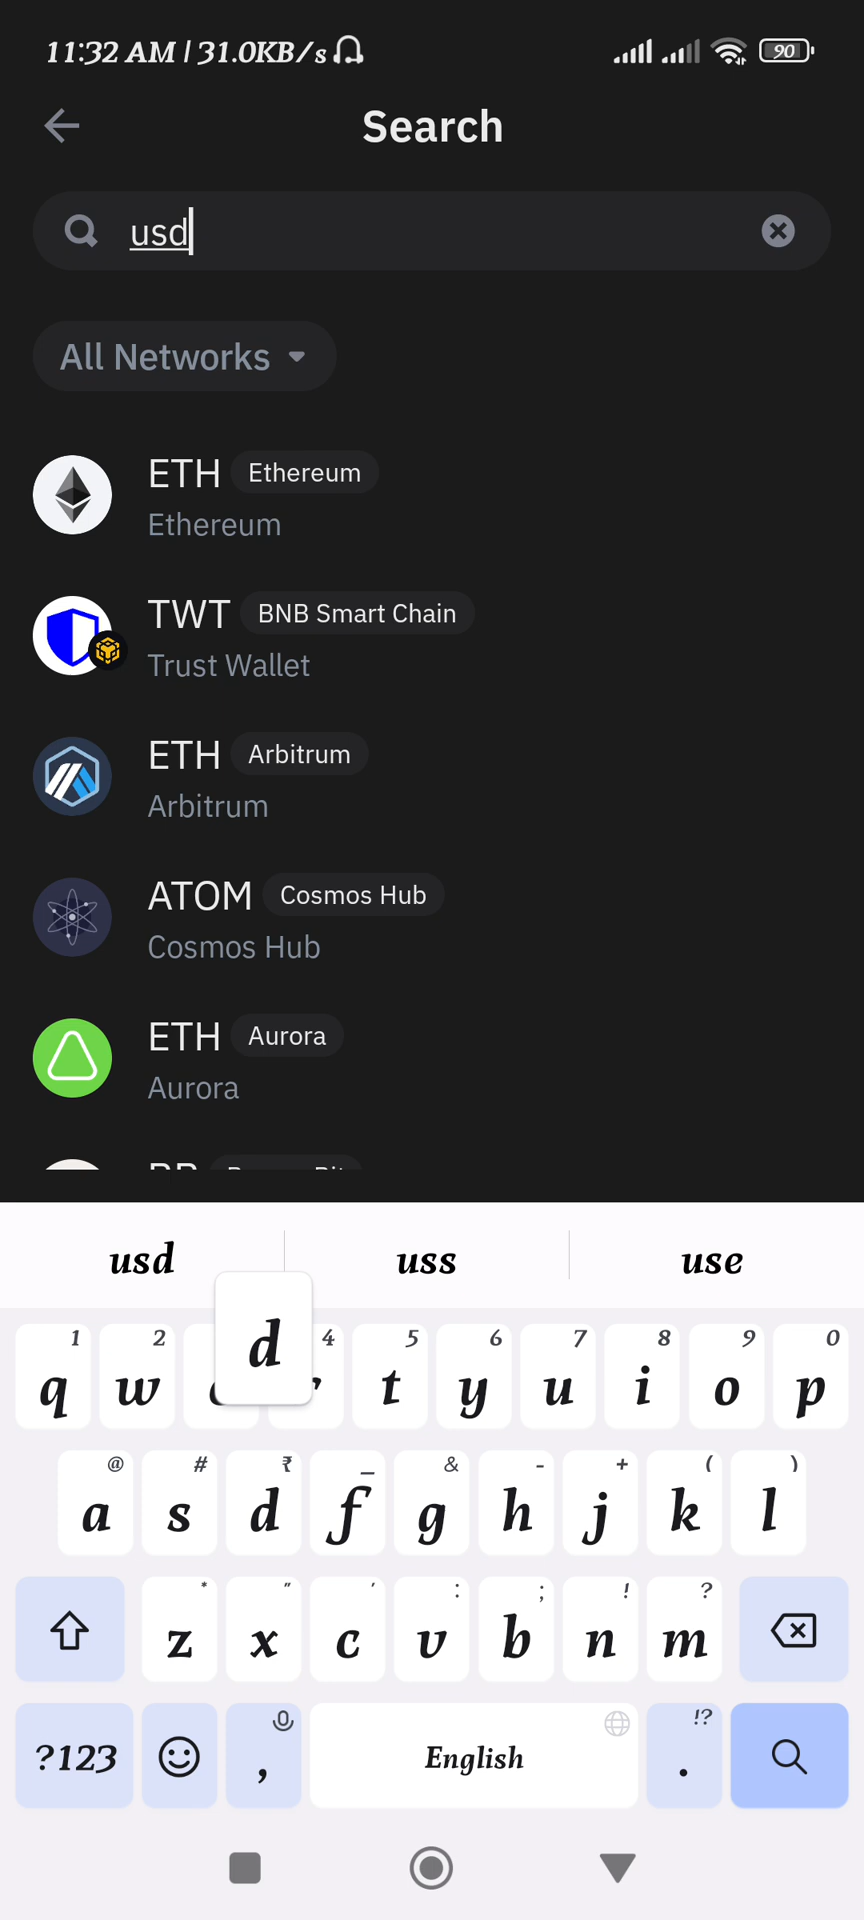 11:32 AM | 31.0KB/s
90
Search
usd
All Networks
ETH Ethereum
Ethereum
TWT BNB Smart Chain
Trust Wallet
ETH Arbitrum
Arbitrum
ATOM Cosmos Hub
Cosmos Hub
ETH Aurora
Aurora
usd uss use
d
1 2 4 5 6 7 8 9 0
q w t y u i o p
@ # ₹ _ & - + ( )
a s d f g h j k l
* " ' : ; ! ?
z x c v b n m
!?
?123 , English .